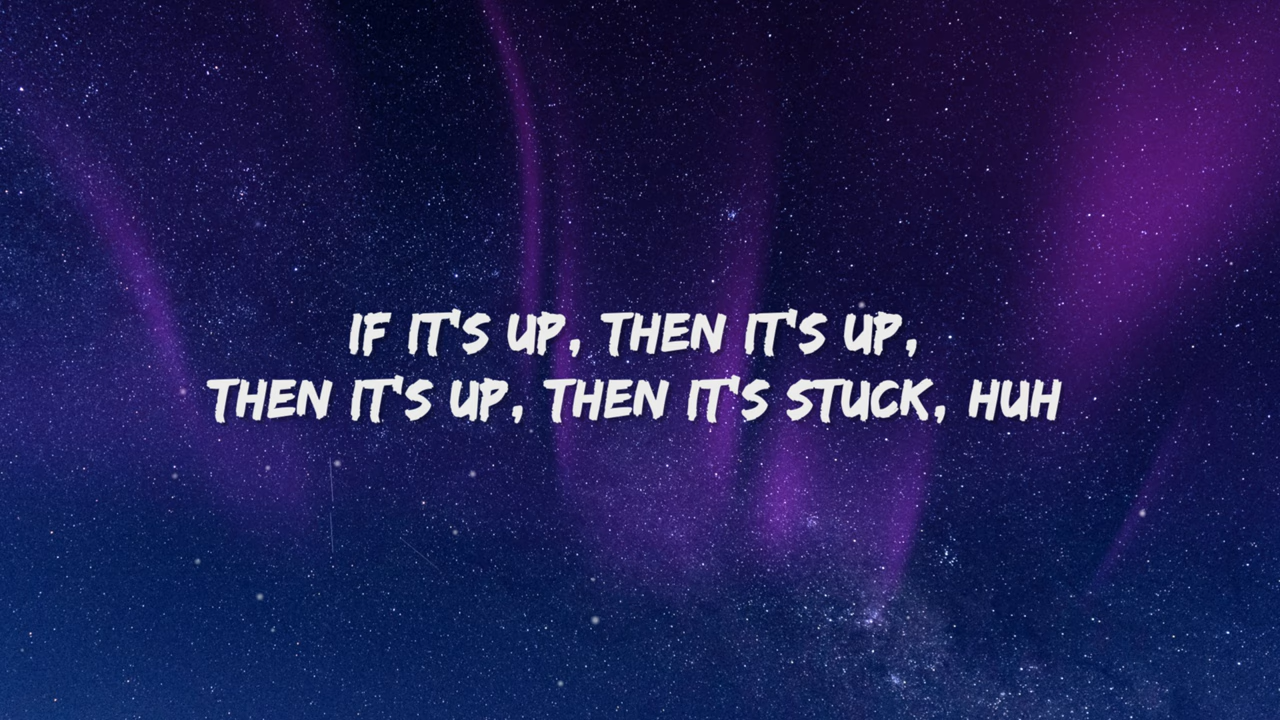 IF IT'S UP, THEN IT'S UP,
THEN IT'S UP, THEN IT'S STUCK, HUH